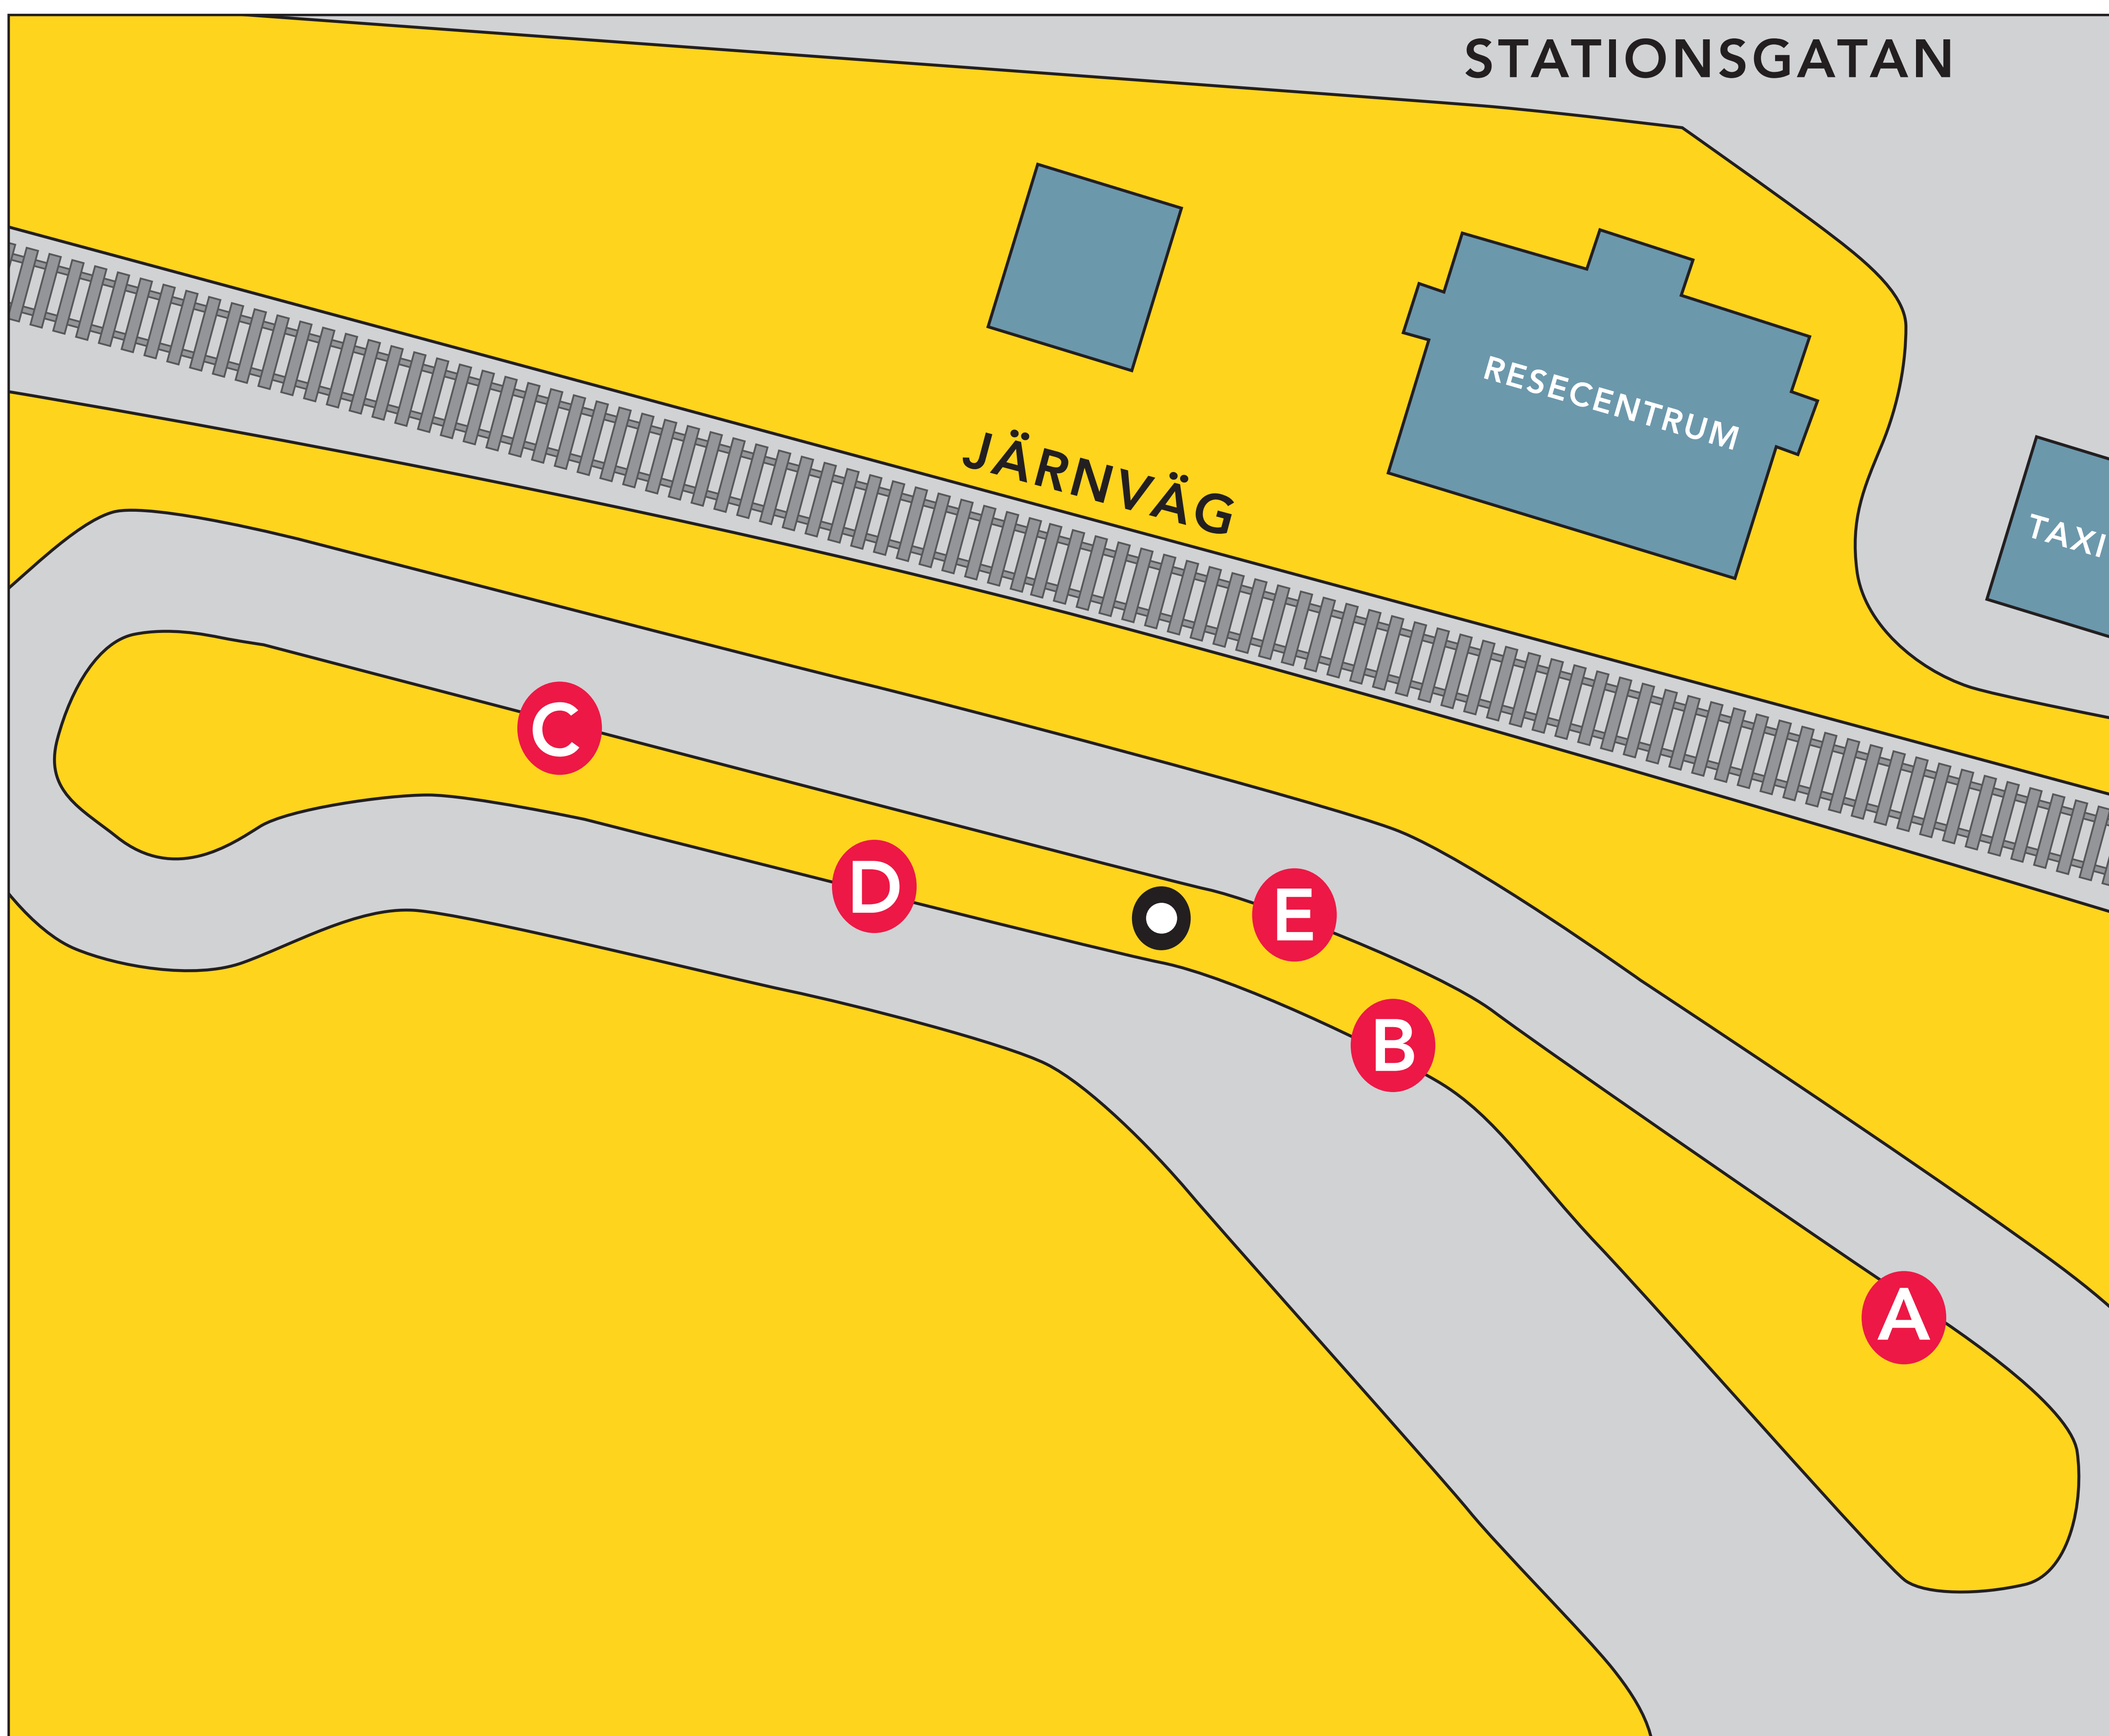 STATIONSGATAN
RESECENTRUM
JÄRNVÄG
TAXI
C
D
E
B
A